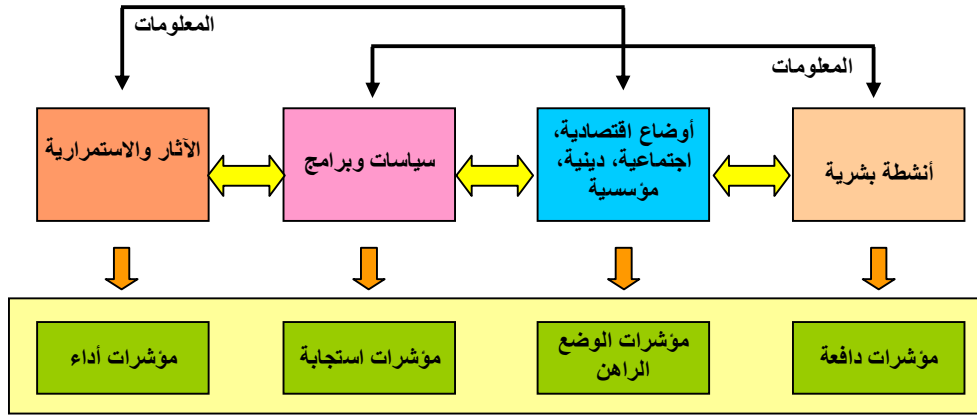 المعلومات
المعلومات
أنشطة بشرية
أوضاع اقتصادية،
اجتماعية، دينية،
مؤسسية
سياسات وبرامج
الآثار والاستمرارية
مؤشرات دافعة
مؤشرات الوضع
الراهن
مؤشرات استجابة
مؤشرات أداء